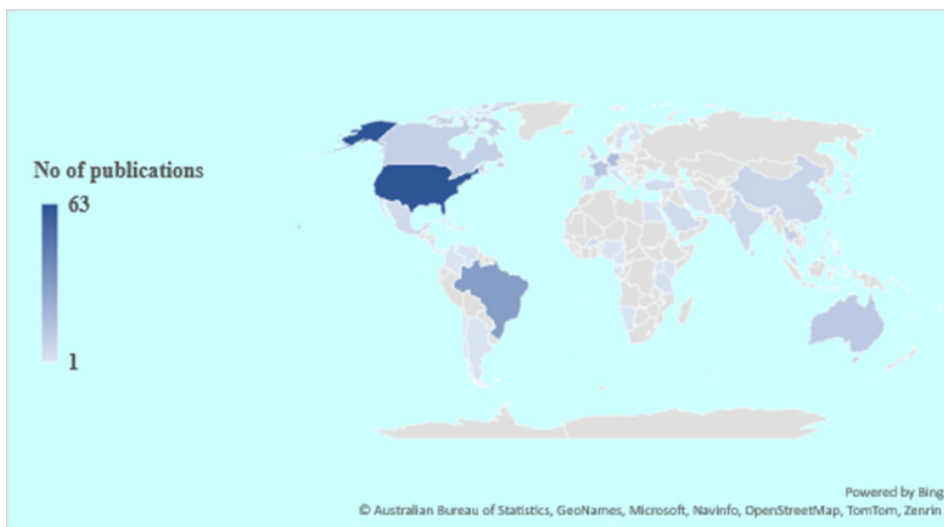 No of publications
63
1
Powered by Bing
© Australian Bureau of Statistics, GeoNames, Microsoft, Navinfo, OpenStreetMap, TomTom, Zenrin